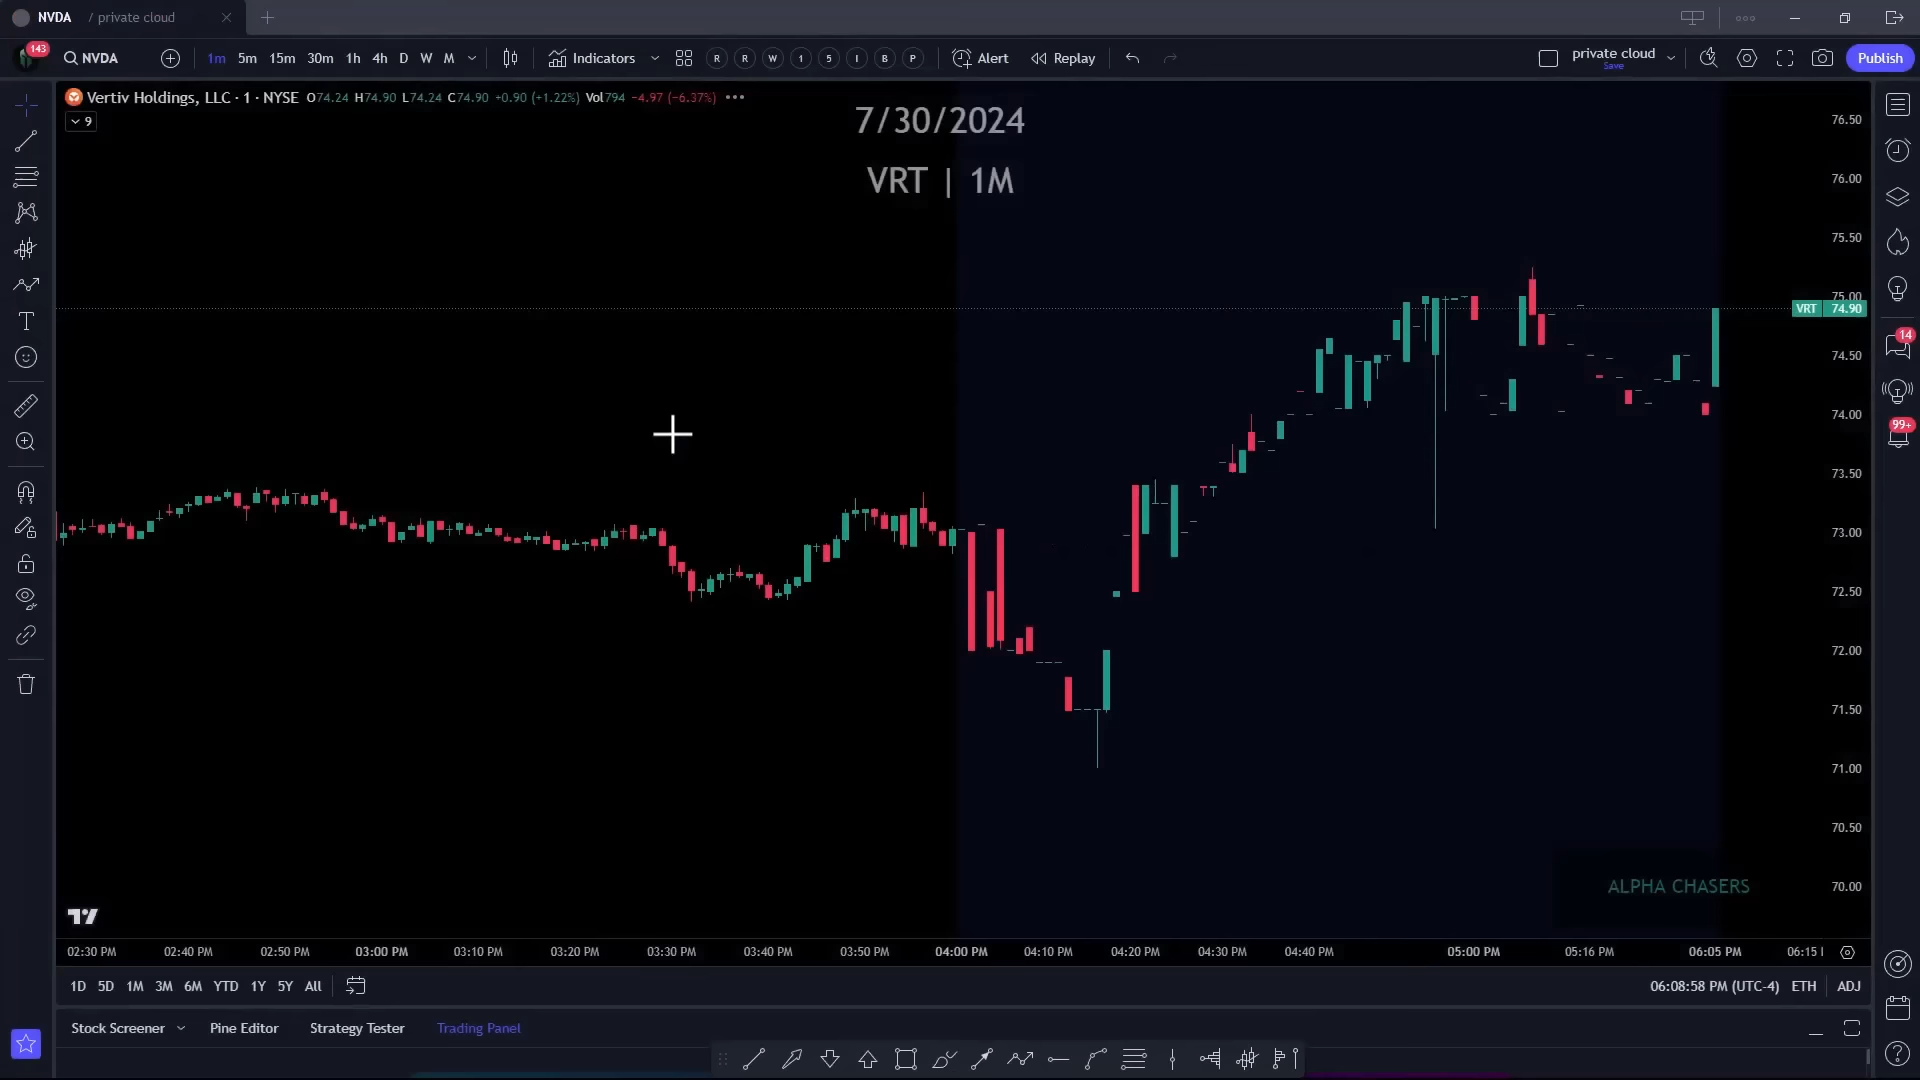 NVDA / private cloud
143
NVDA
1m 5m 15m 30m 1h 4h D W M
Indicators
R R W 1 5 I B P
Alert
Replay
private cloud
Save
Publish
Vertiv Holdings, LLC · 1 · NYSE O74.24 H74.90 L74.24 C74.90 +0.90 (+1.22%) Vol794 −4.97 (−6.37%)
9
7/30/2024
VRT | 1M
76.50
76.00
75.50
75.00
VRT 74.90
74.50
74.00
73.50
73.00
72.50
72.00
71.50
71.00
70.50
70.00
14
99+
ALPHA CHASERS
02:30 PM 02:40 PM 02:50 PM 03:00 PM 03:10 PM 03:20 PM 03:30 PM 03:40 PM 03:50 PM 04:00 PM 04:10 PM 04:20 PM 04:30 PM 04:40 PM 05:00 PM 05:16 PM 06:05 PM 06:15
1D 5D 1M 3M 6M YTD 1Y 5Y All
06:08:58 PM (UTC-4) ETH ADJ
Stock Screener Pine Editor Strategy Tester Trading Panel